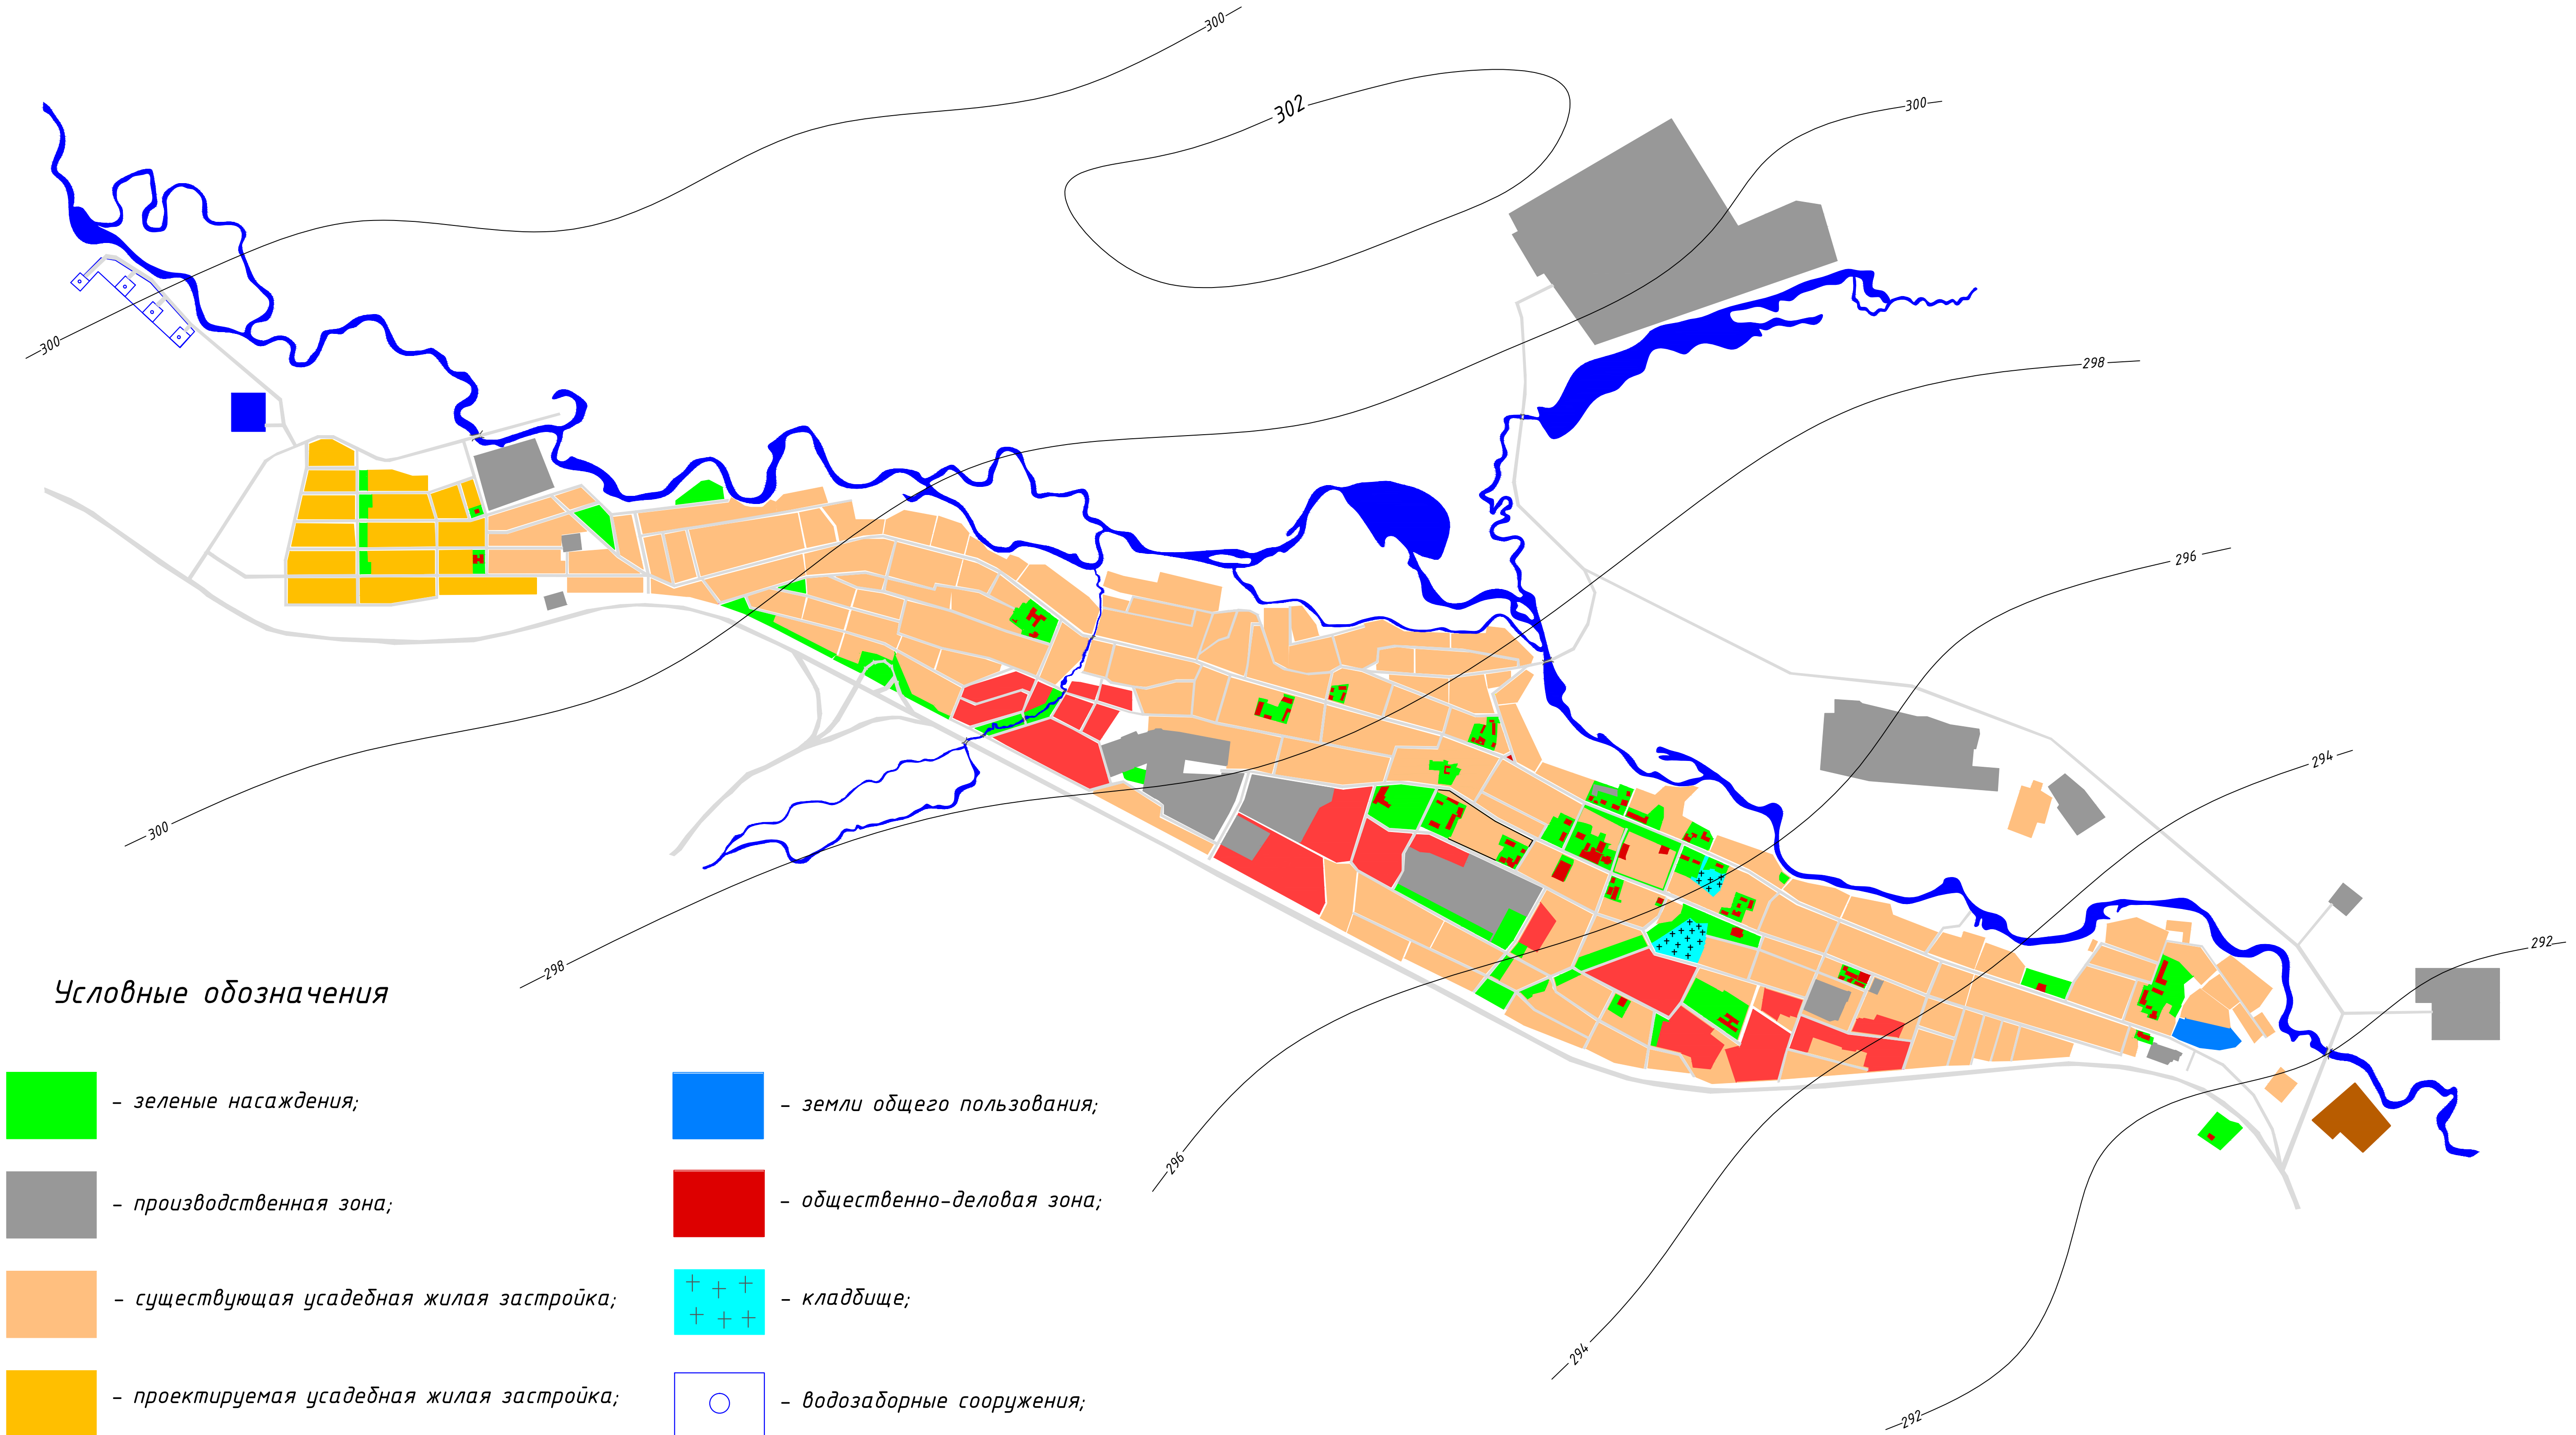 300
302
300
300
298
296
294
300
292
298
Условные обозначения
296
294
292
- зеленые насаждения;
- производственная зона;
- существующая усадебная жилая застройка;
- проектируемая усадебная жилая застройка;
- земли общего пользования;
- общественно-деловая зона;
- кладбище;
- водозаборные сооружения;